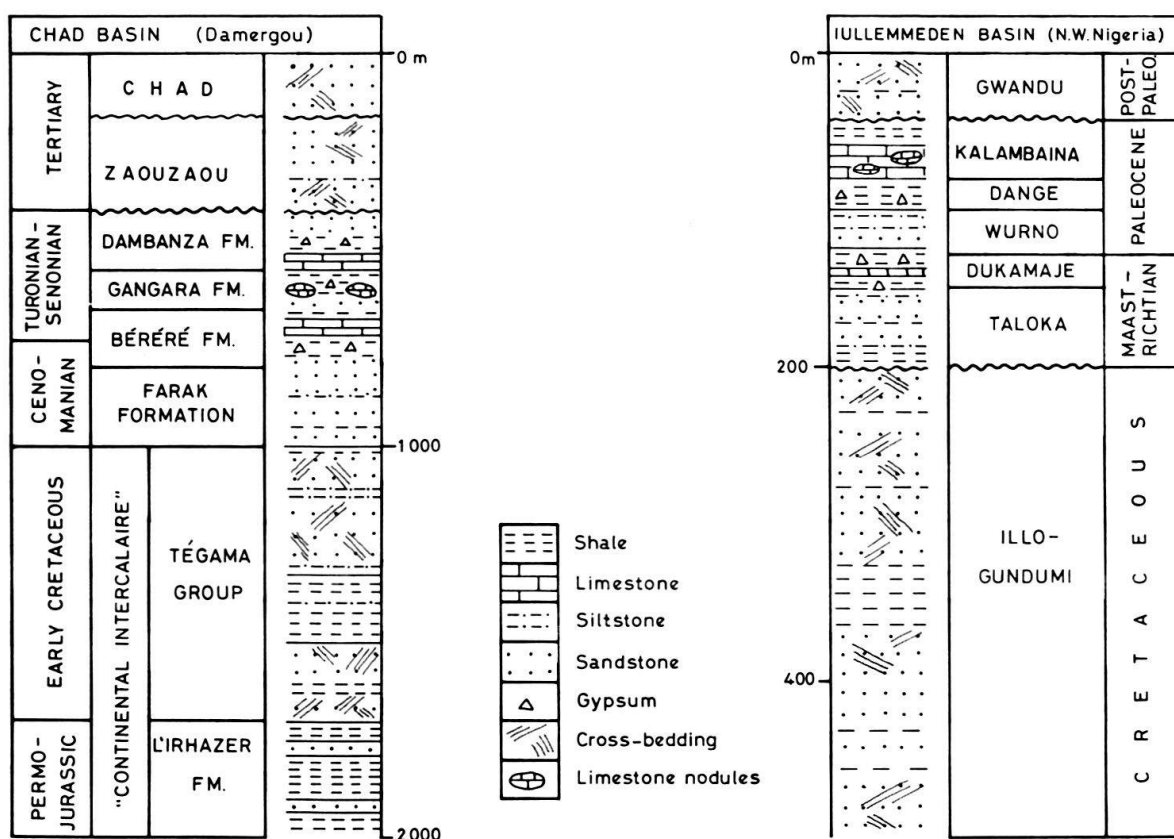 CHAD BASIN (Damergou)
TERTIARY
CHAD
ZAOUZAOU
TURONIAN-
SENONIAN
DAMBANZA FM.
GANGARA FM.
BÉRÉRÉ FM.
CENO-
MANIAN
FARAK
FORMATION
EARLY CRETACEOUS
"CONTINENTAL INTERCALAIRE"
TÉGAMA
GROUP
PERMO-
JURASSIC
L'IRHAZER
FM.
0 m
1000
2000
Shale
Limestone
Siltstone
Sandstone
Gypsum
Cross-bedding
Limestone nodules
IULLEMMEDEN BASIN (N.W. Nigeria)
0m
200
400
GWANDU
POST-
PALEO.
KALAMBAINA
DANGE
WURNO
PALEOCENE
DUKAMAJE
TALOKA
MAAST-
RICHTIAN
ILLO-
GUNDUMI
CRETACEOUS